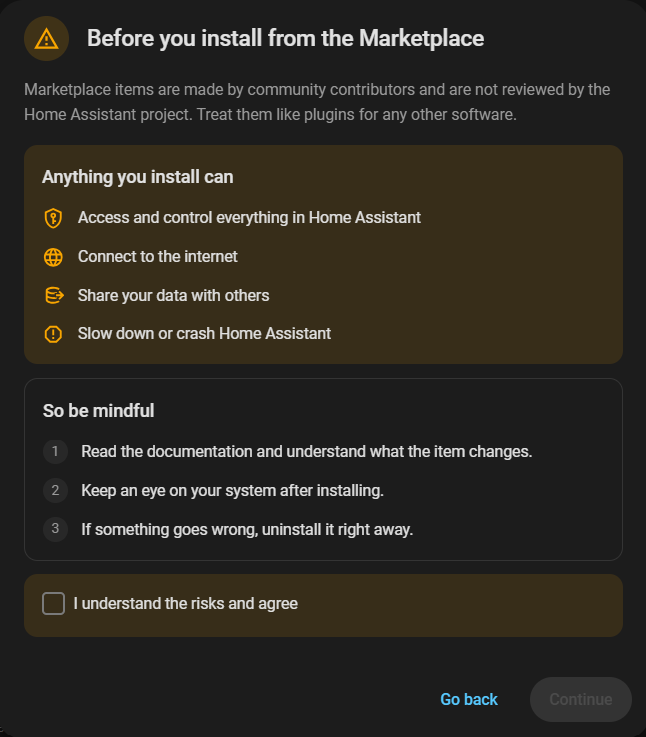 Before you install from the Marketplace
Marketplace items are made by community contributors and are not reviewed by the
Home Assistant project. Treat them like plugins for any other software.
Anything you install can
Access and control everything in Home Assistant
Connect to the internet
Share your data with others
Slow down or crash Home Assistant
So be mindful
1 Read the documentation and understand what the item changes.
2 Keep an eye on your system after installing.
3 If something goes wrong, uninstall it right away.
I understand the risks and agree
Go back Continue